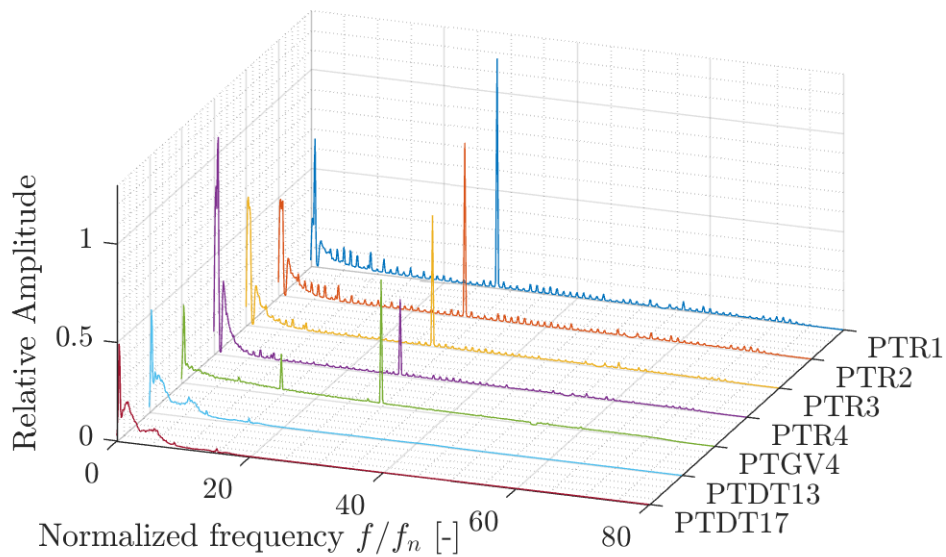 Relative Amplitude
1
0.5
0
0
20
40
60
80
Normalized frequency f/f_n [-]
PTR1
PTR2
PTR3
PTR4
PTGV4
PTDT13
PTDT17